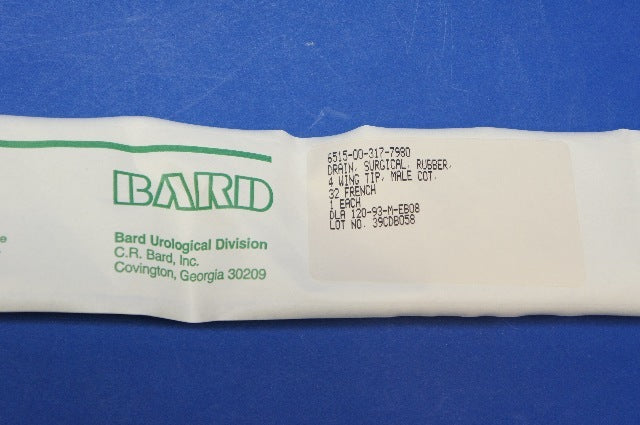 BARD
Bard Urological Division
C.R. Bard, Inc.
Covington, Georgia 30209
6515-00-317-7980
DRAIN, SURGICAL, RUBBER,
4 WING TIP, MALE COT,
32 FRENCH
1 EACH
DLA 120-93-M-EB08
LOT NO. 39CDB058